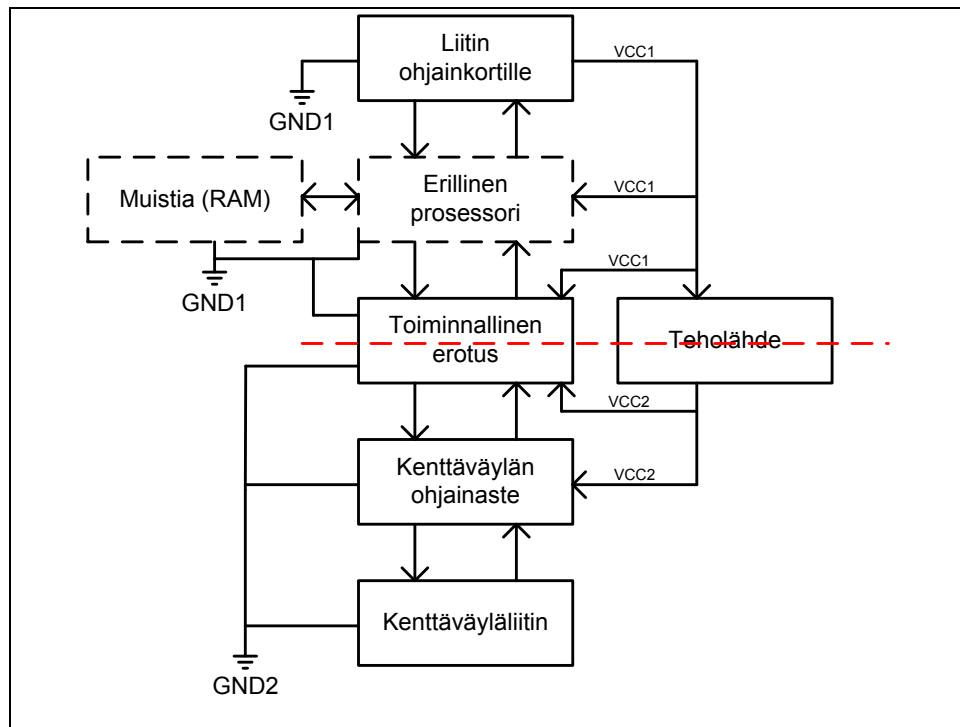 Liitin
ohjainkortille
VCC1
GND1
Muistia (RAM)
Erillinen
prosessori
VCC1
GND1
VCC1
Toiminnallinen
erotus
Teholähde
VCC2
Kenttäväylän
ohjainaste
VCC2
Kenttäväyläliitin
GND2